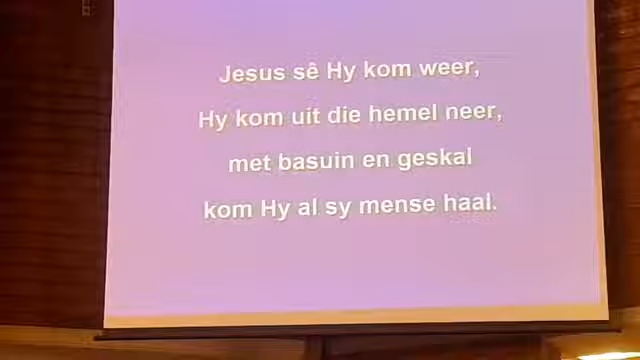 Jesus sê Hy kom weer,
Hy kom uit die hemel neer,
met basuin en geskal
kom Hy al sy mense haal.